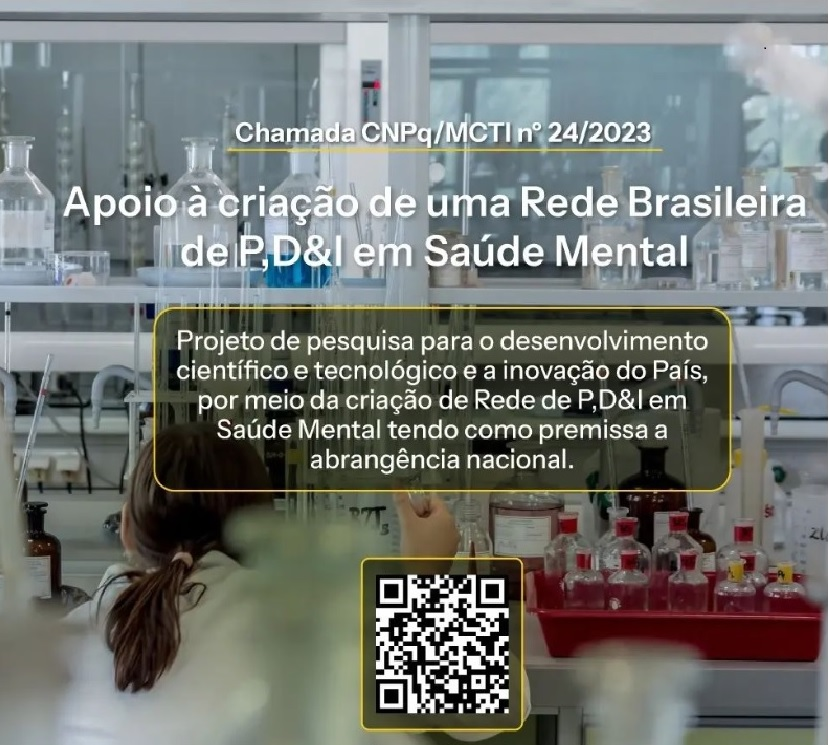 Chamada CNPq/MCTI nº 24/2023
Apoio à criação de uma Rede Brasileira
de P,D&I em Saúde Mental
Projeto de pesquisa para o desenvolvimento
científico e tecnológico e a inovação do País,
por meio da criação de Rede de P,D&I em
Saúde Mental tendo como premissa a
abrangência nacional.